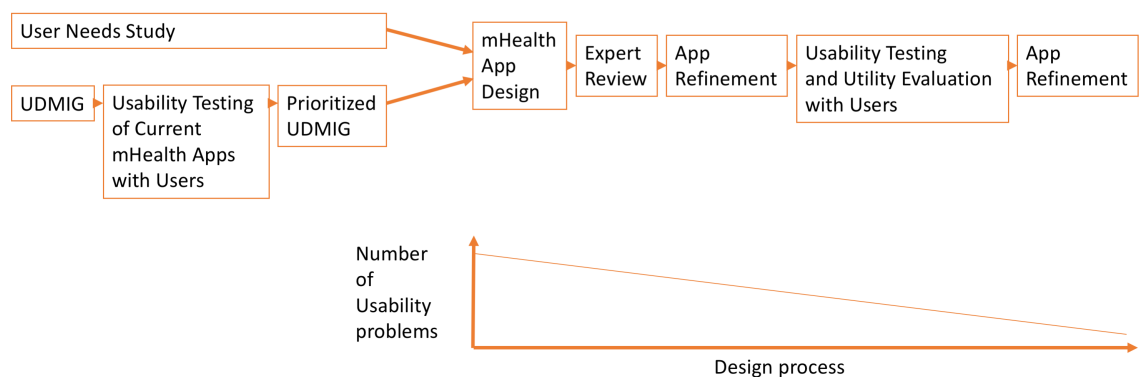 User Needs Study
UDMIG
Usability Testing
of Current
mHealth Apps
with Users
Prioritized
UDMIG
mHealth
App
Design
Expert
Review
App
Refinement
Usability Testing
and Utility Evaluation
with Users
App
Refinement
Number
of
Usability
problems
Design process